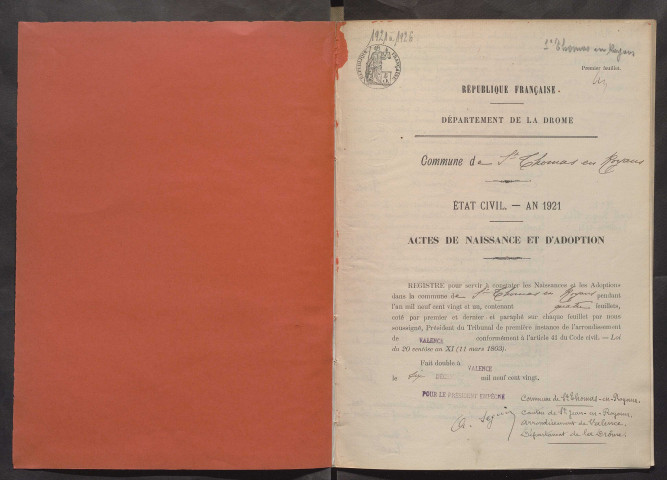 1921 à 1926
St Thomas en Royans
Premier feuillet.
RÉPUBLIQUE FRANÇAISE.
DÉPARTEMENT DE LA DROME
Commune de St Thomas en Royans
ÉTAT CIVIL. — AN 1921
ACTES DE NAISSANCE ET D'ADOPTION
REGISTRE pour servir à constater les Naissances et les Adoptions
dans la commune de St Thomas en Royans pendant
l'an mil neuf cent vingt et un, contenant quatre feuillets,
coté par premier et dernier et paraphé sur chaque feuillet par nous
soussigné, Président du Tribunal de première instance de l'arrondissement
de VALENCE conformément à l'article 41 du Code civil. — Loi
du 20 ventôse an XI (11 mars 1803).
Fait double à VALENCE
le DÉC mil neuf cent vingt,
POUR LE PRÉSIDENT EMPÊCHÉ
Commune de St Thomas-en-Royans
Canton de St Jean-en-Royans
Arrondissement de Valence
Département de la Drôme